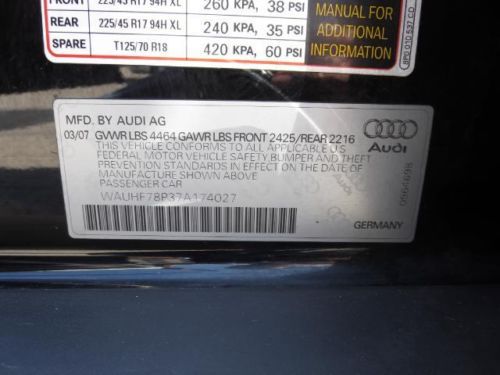 FRONT 225/45 R17 94H XL 260 KPA, 38 PSI
REAR 225/45 R17 94H XL 240 KPA, 35 PSI
SPARE T125/70 R18 420 KPA, 60 PSI
MANUAL FOR
ADDITIONAL
INFORMATION
8P0 010 537 CD
MFD. BY AUDI AG
03/07 GVWR LBS 4464 GAWR LBS FRONT 2425/REAR 2216
THIS VEHICLE CONFORMS TO ALL APPLICABLE U.S
FEDERAL MOTOR VEHICLE SAFETY, BUMPER AND THEFT
PREVENTION STANDARDS IN EFFECT ON THE DATE OF
MANUFACTURE SHOWN ABOVE
PASSENGER CAR
WAUHF78P37A174027
Audi
GERMANY